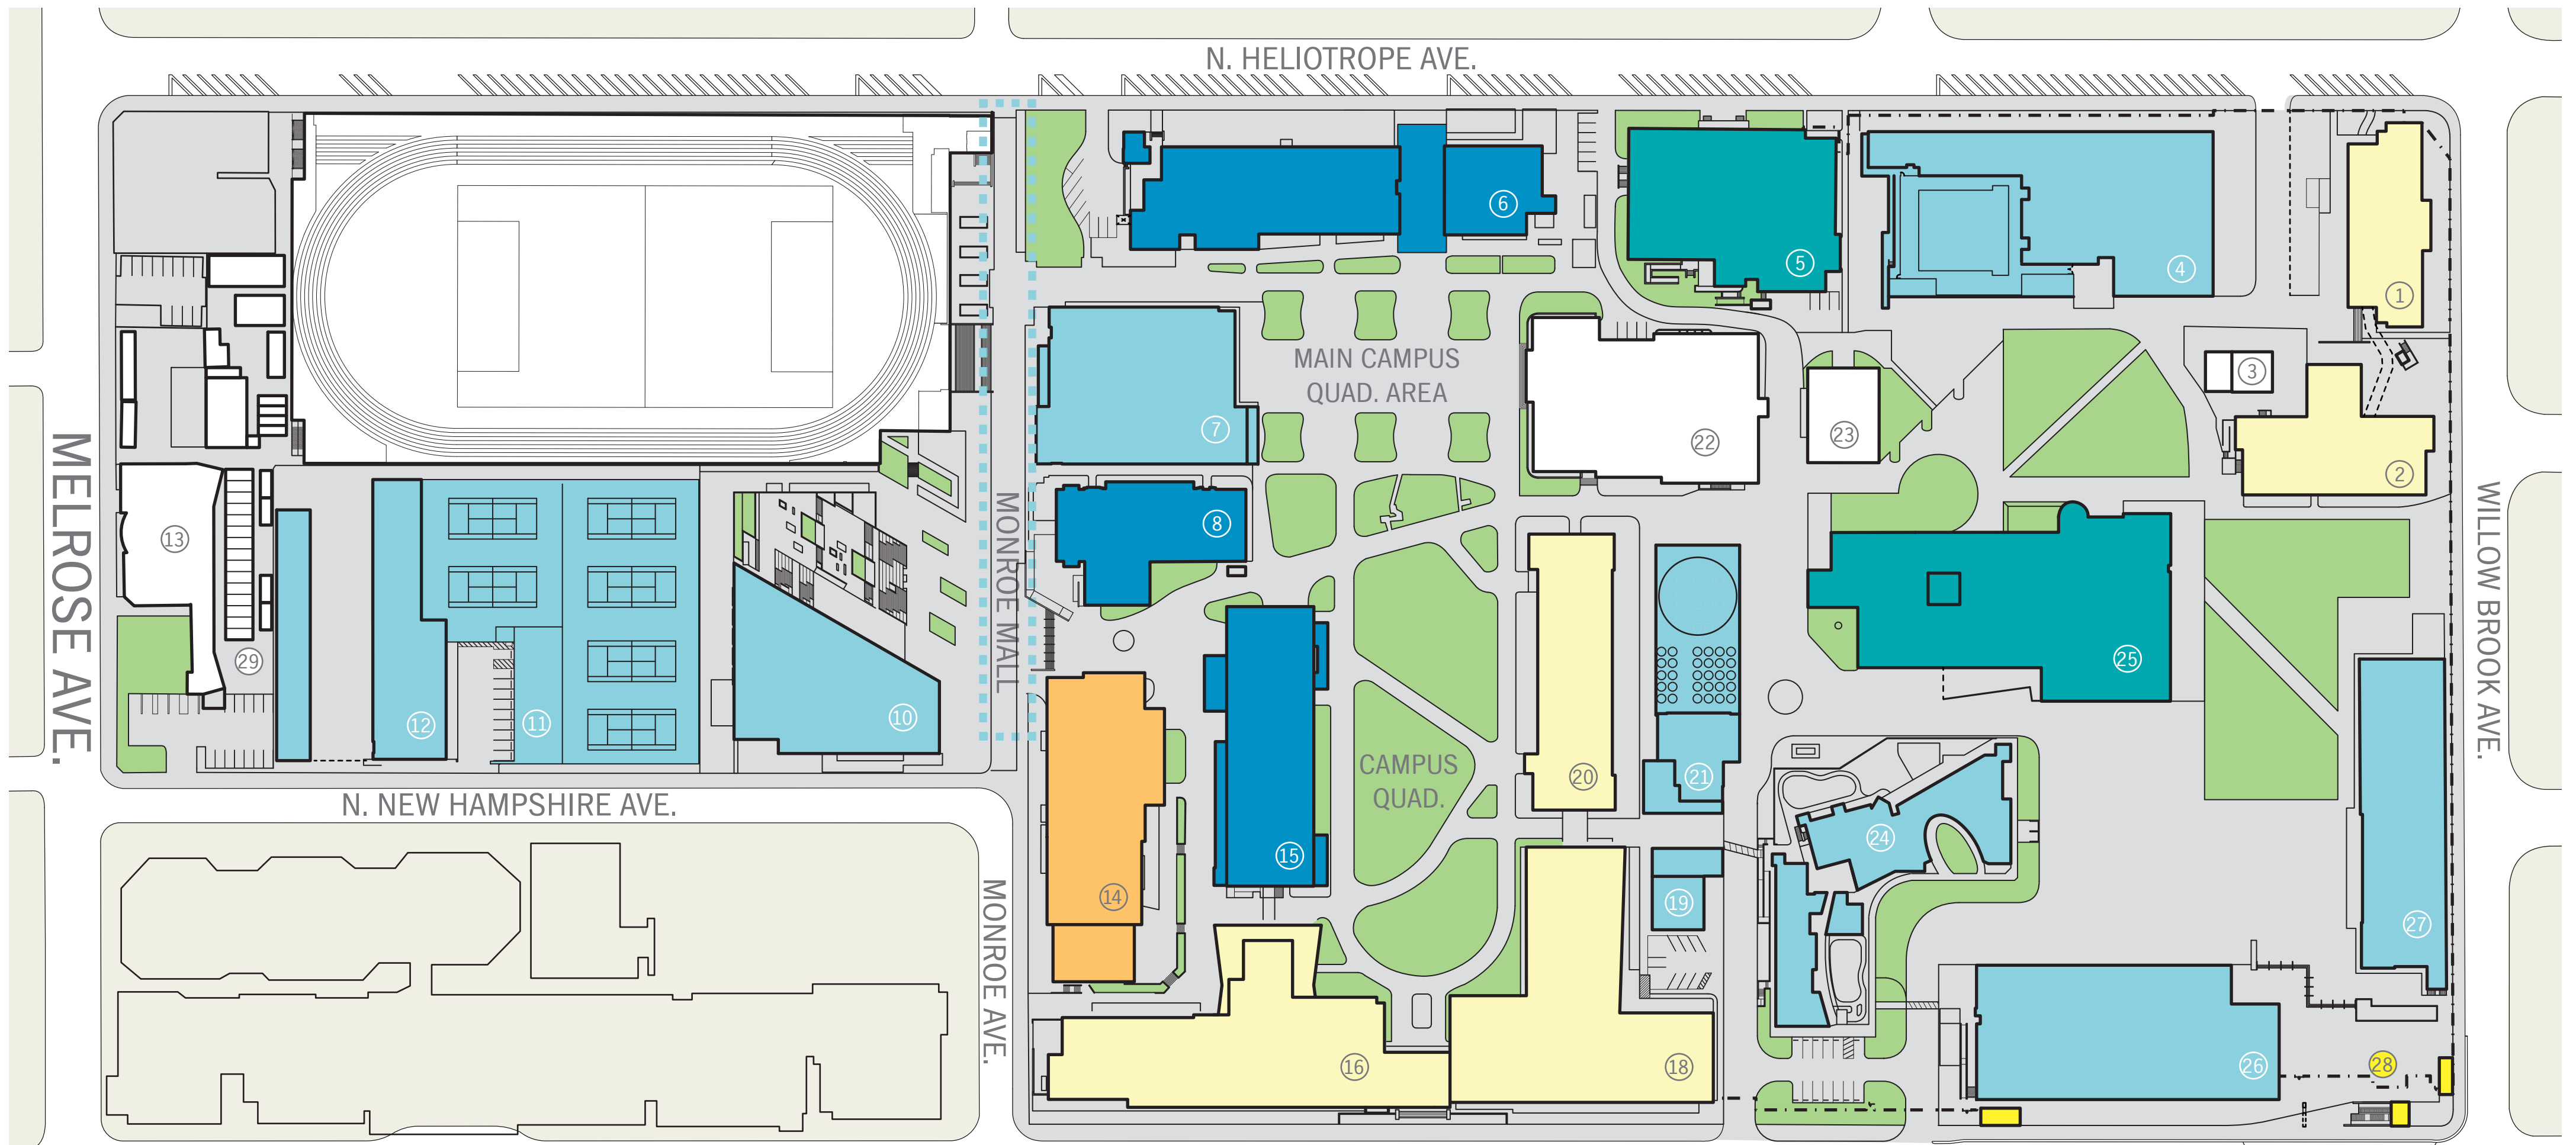 N. HELIOTROPE AVE.
6
5
4
1
MAIN CAMPUS
QUAD. AREA
3
7
22
23
2
8
13
MELROSE AVE.
MONROE MALL
WILLOW BROOK AVE.
29
25
12
11
10
CAMPUS
QUAD.
20
21
N. NEW HAMPSHIRE AVE.
24
15
14
19
27
MONROE AVE.
16
18
26
28